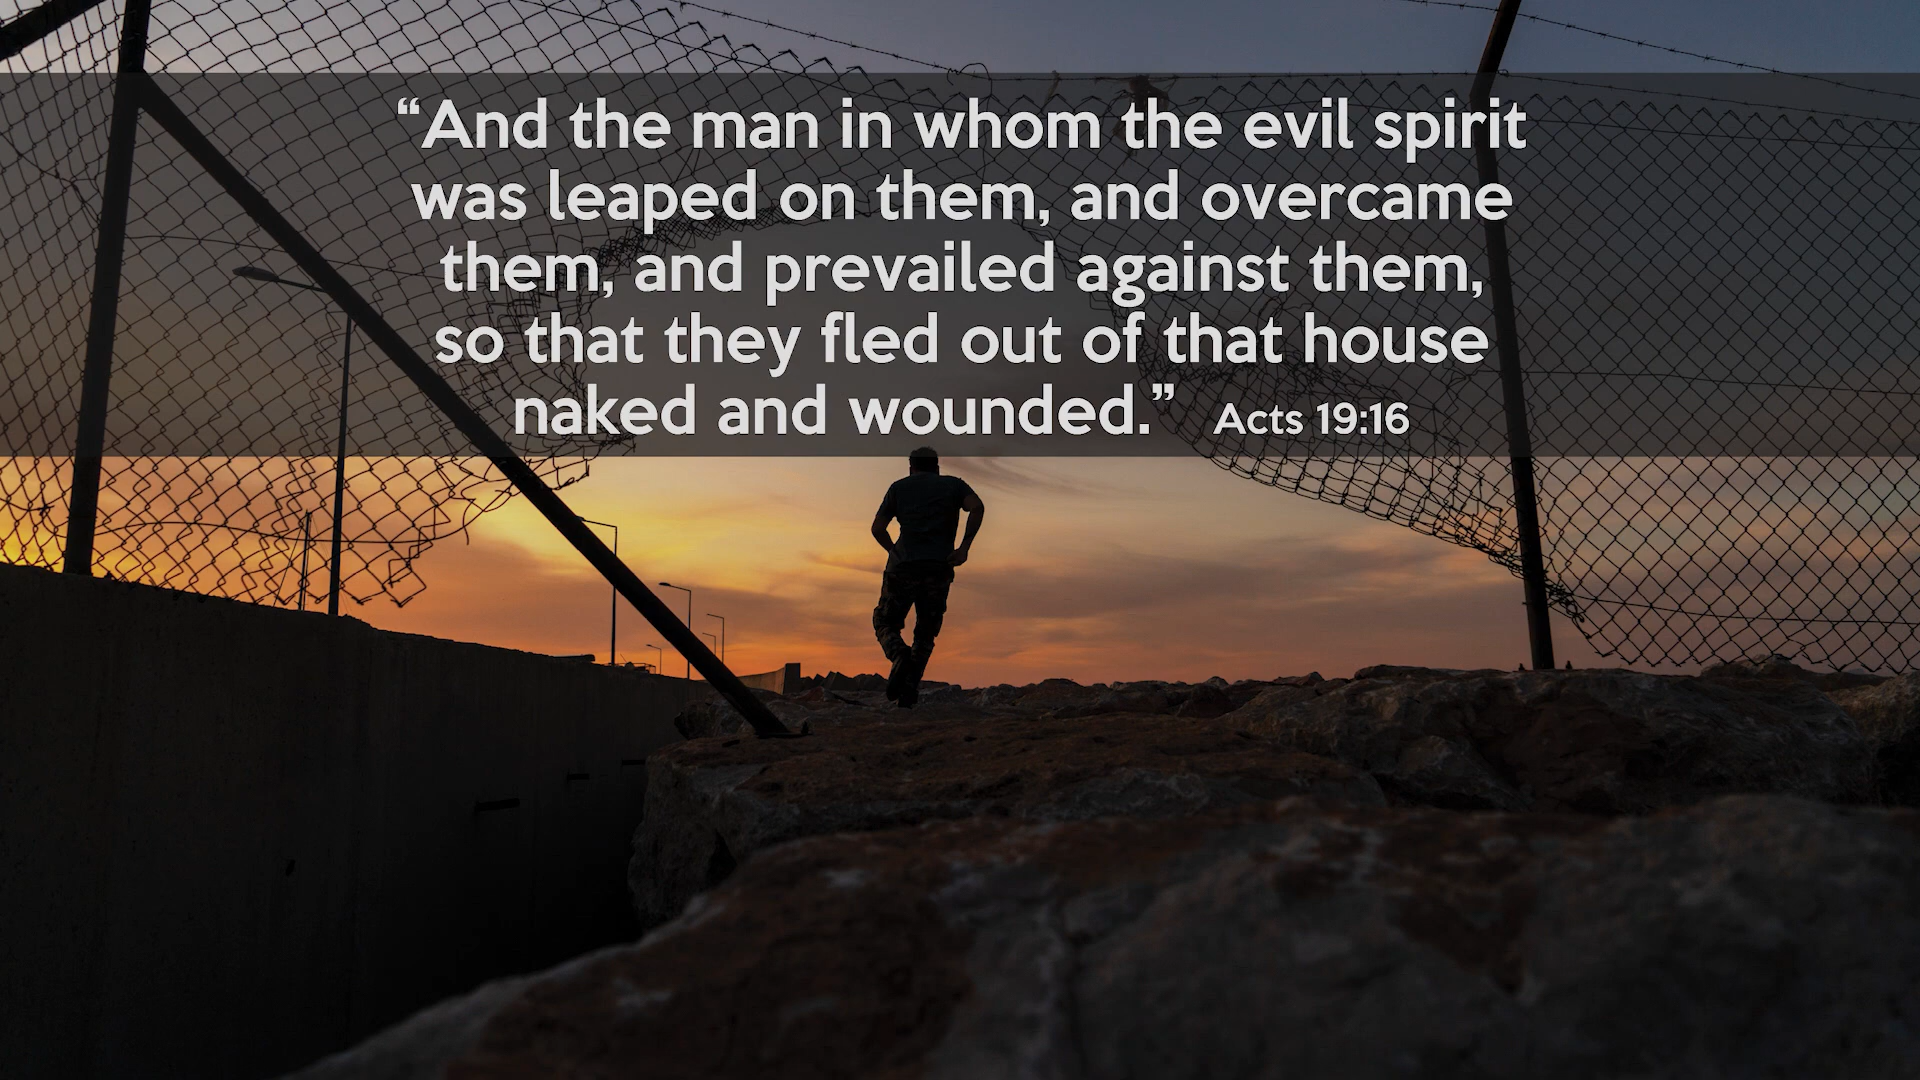 “And the man in whom the evil spirit
was leaped on them, and overcame
them, and prevailed against them,
so that they fled out of that house
naked and wounded.” Acts 19:16